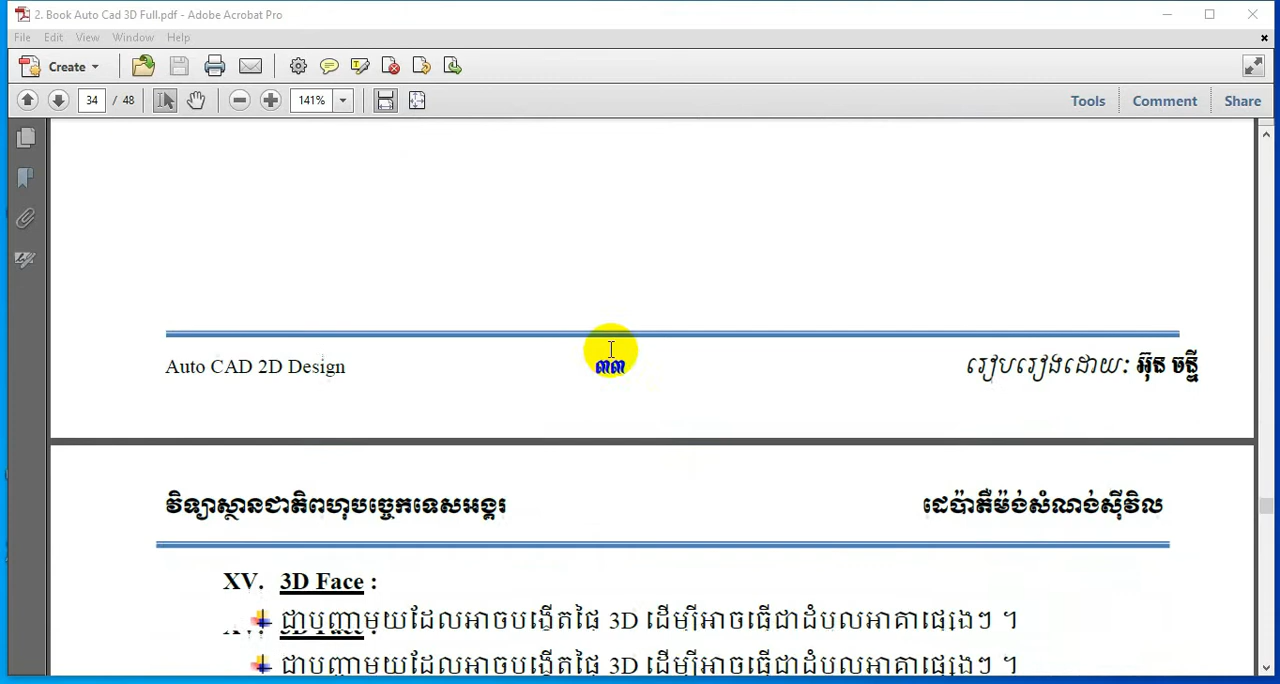 2. Book Auto Cad 3D Full.pdf - Adobe Acrobat Pro
File Edit View Window Help
Create
34 / 48 141% Tools Comment Share
Auto CAD 2D Design ៣៣ រៀបរៀងដោយ: អ៊ុន ចន្ឌី
វិទ្យាស្ថានជាតិពហុបច្ចេកទេសអង្គរ ដេប៉ាតឺម៉ង់សំណង់ស៊ីវិល
XV. 3D Face :
ជាបញ្ជាមួយដែលអាចបង្កើតផ្ទៃ 3D ដើម្បីអាចធ្វើជាដំបូលអាគាផ្សេងៗ ។
ជាបញ្ជាមួយដែលអាចបង្កើតផ្ទៃ 3D ដើម្បីអាចធ្វើជាដំបូលអាគាផ្សេងៗ ។